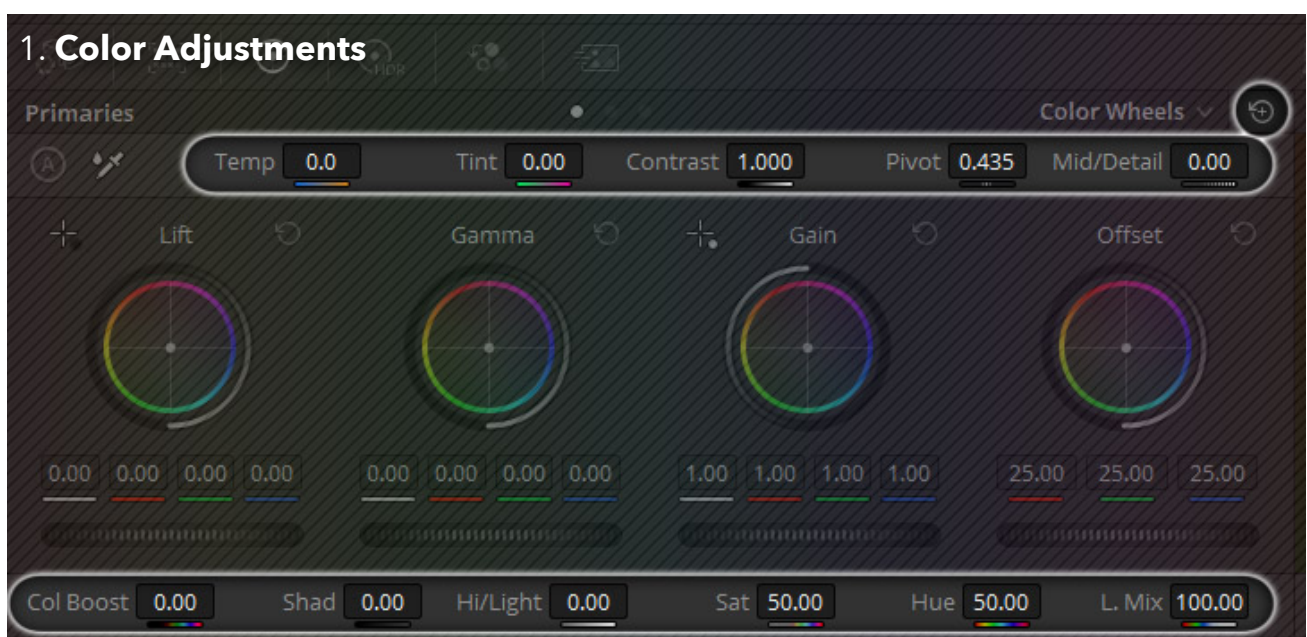 1. Color Adjustments
HDR
Primaries
Color Wheels
A
Temp 0.0 Tint 0.00 Contrast 1.000 Pivot 0.435 Mid/Detail 0.00
Lift Gamma Gain Offset
0.00 0.00 0.00 0.00 0.00 0.00 0.00 0.00 1.00 1.00 1.00 1.00 25.00 25.00 25.00
Col Boost 0.00 Shad 0.00 Hi/Light 0.00 Sat 50.00 Hue 50.00 L. Mix 100.00